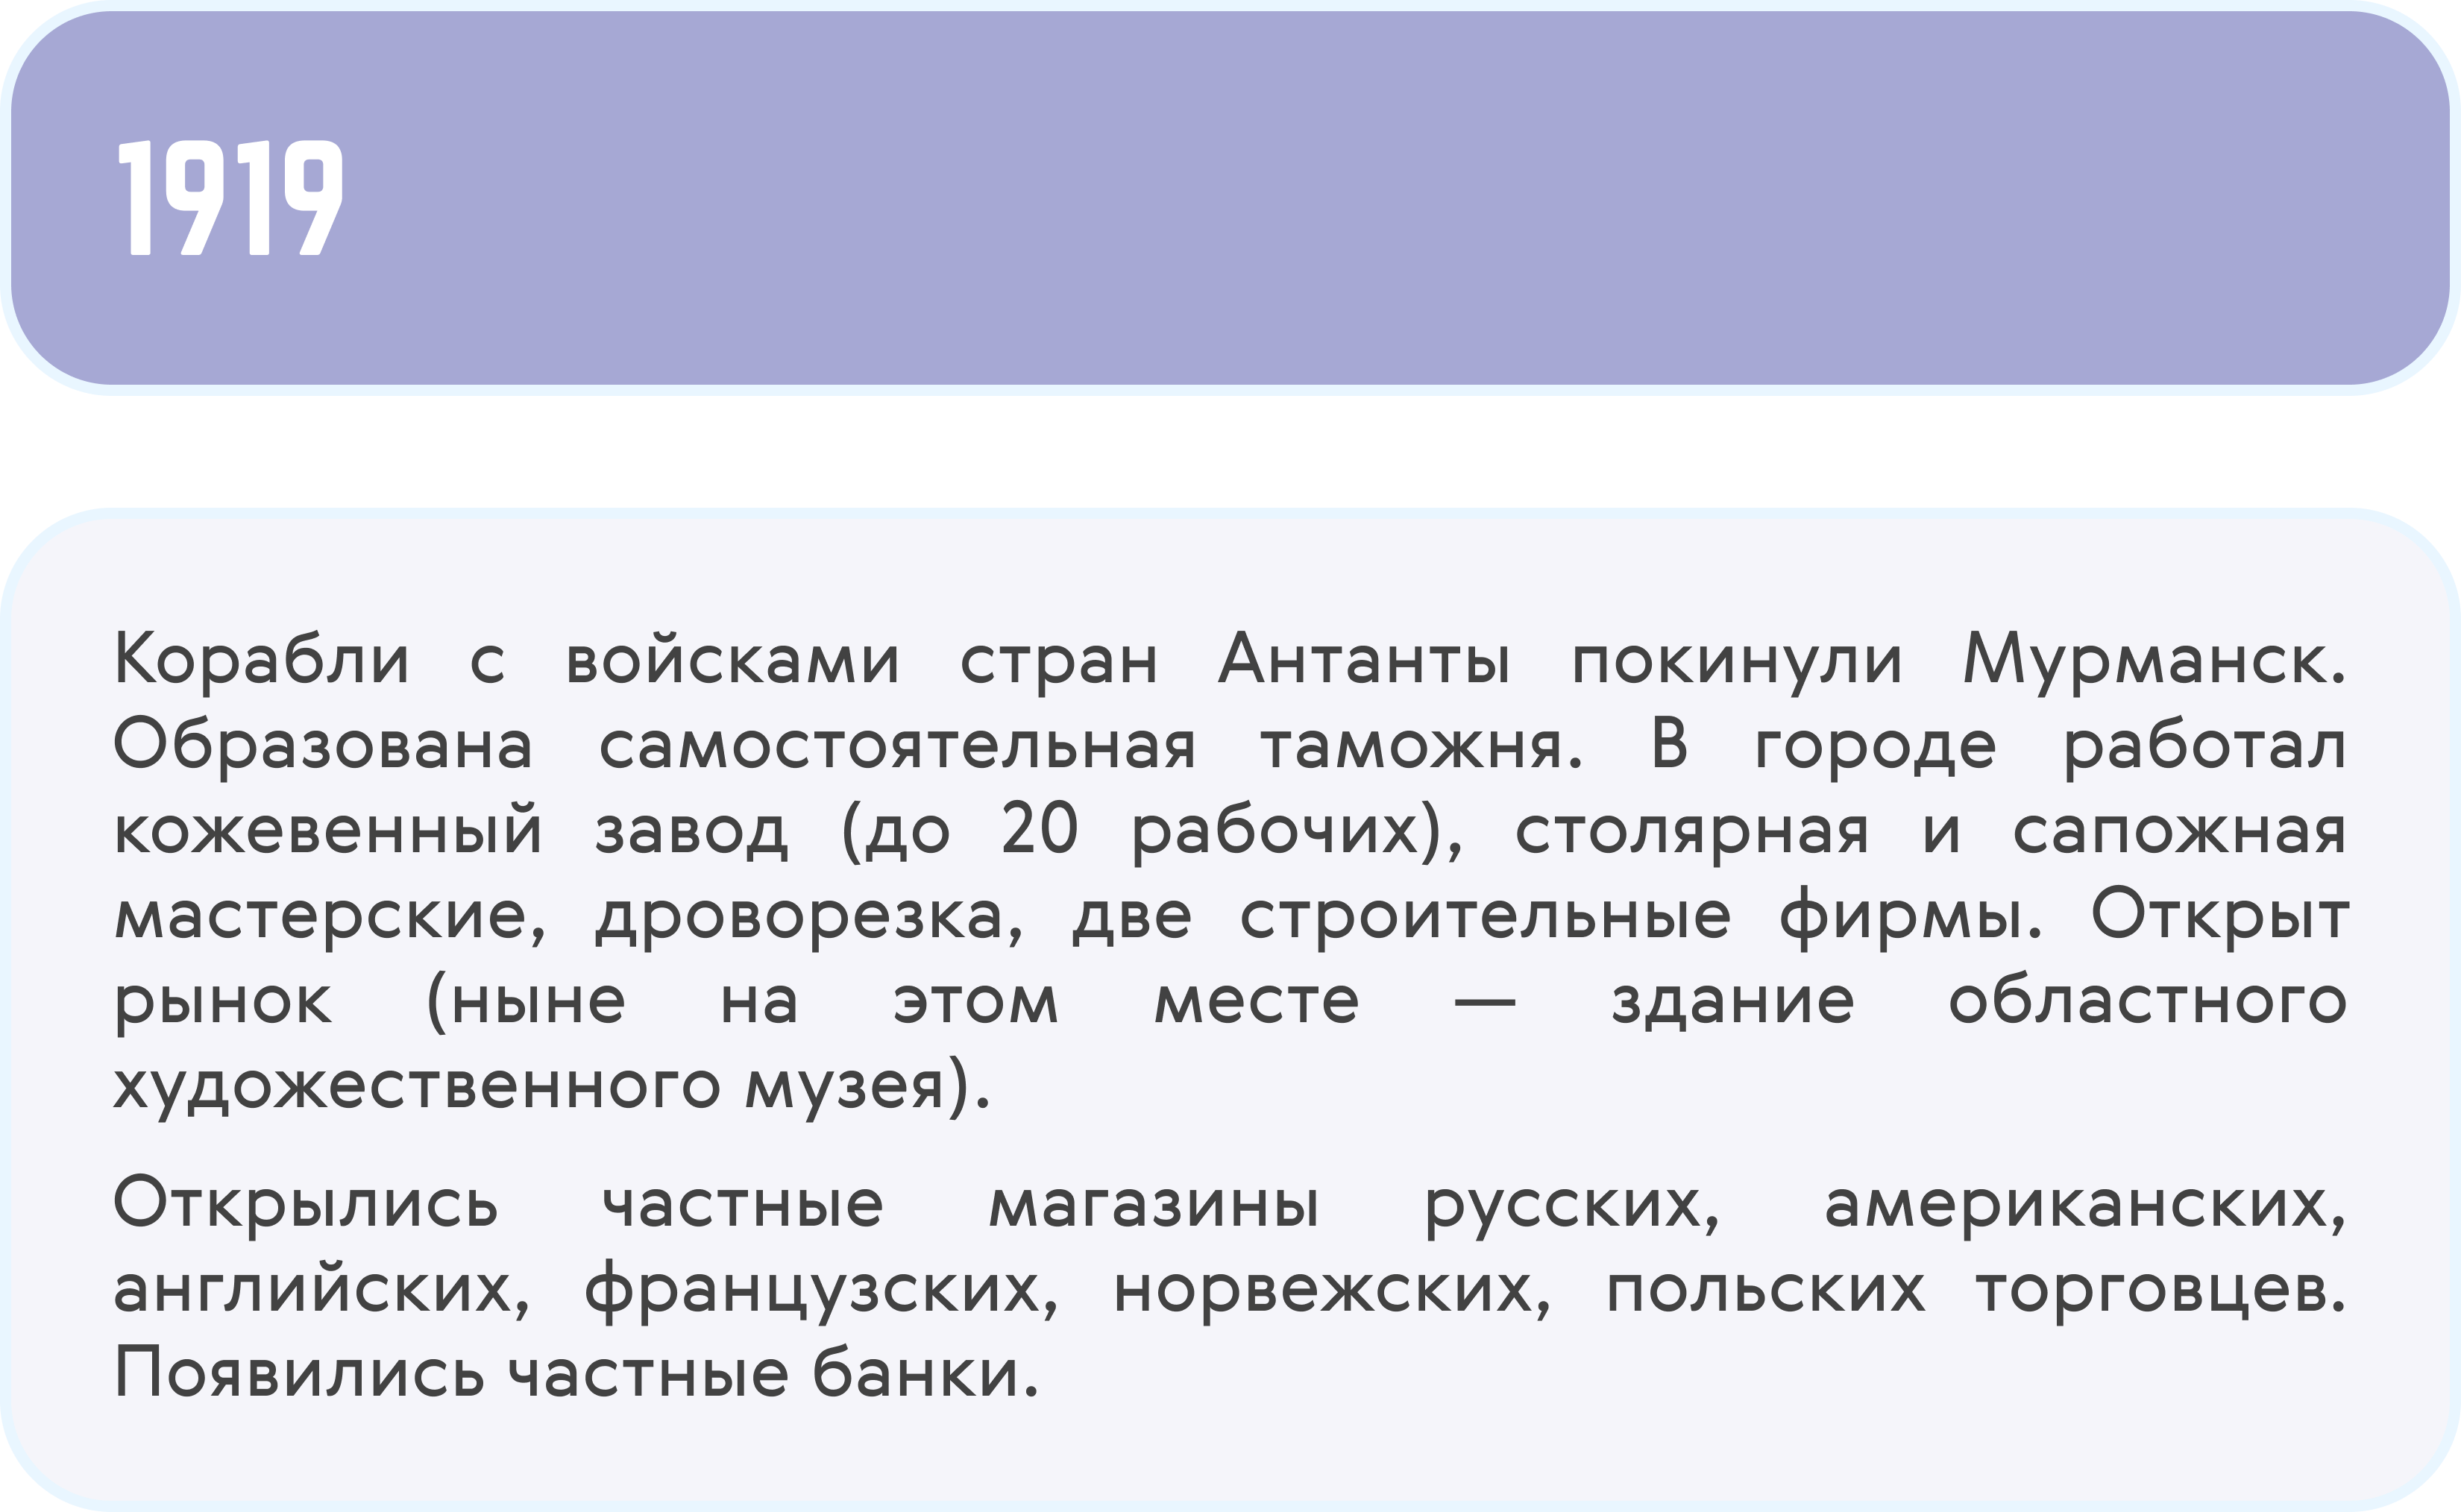 1919
Корабли с войсками стран Антанты покинули Мурманск.
Образована самостоятельная таможня. В городе работал
кожевенный завод (до 20 рабочих), столярная и сапожная
мастерские, дроворезка, две строительные фирмы. Открыт
рынок (ныне на этом месте — здание областного
художественного музея).
Открылись частные магазины русских, американских,
английских, французских, норвежских, польских торговцев.
Появились частные банки.